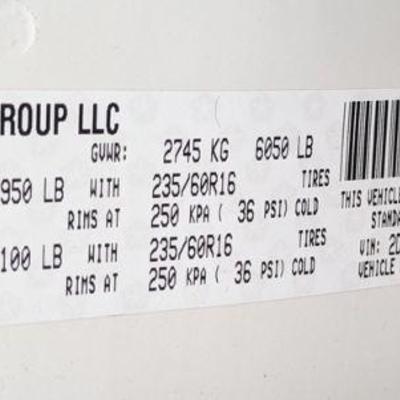 ROUP LLC
GVWR: 2745 KG 6050 LB
950 LB WITH 235/60R16 TIRES
RIMS AT 250 KPA ( 36 PSI) COLD
100 LB WITH 235/60R16 TIRES
RIMS AT 250 KPA ( 36 PSI) COLD
THIS VEHICLE
STANDA
VIN: 2D
VEHICLE